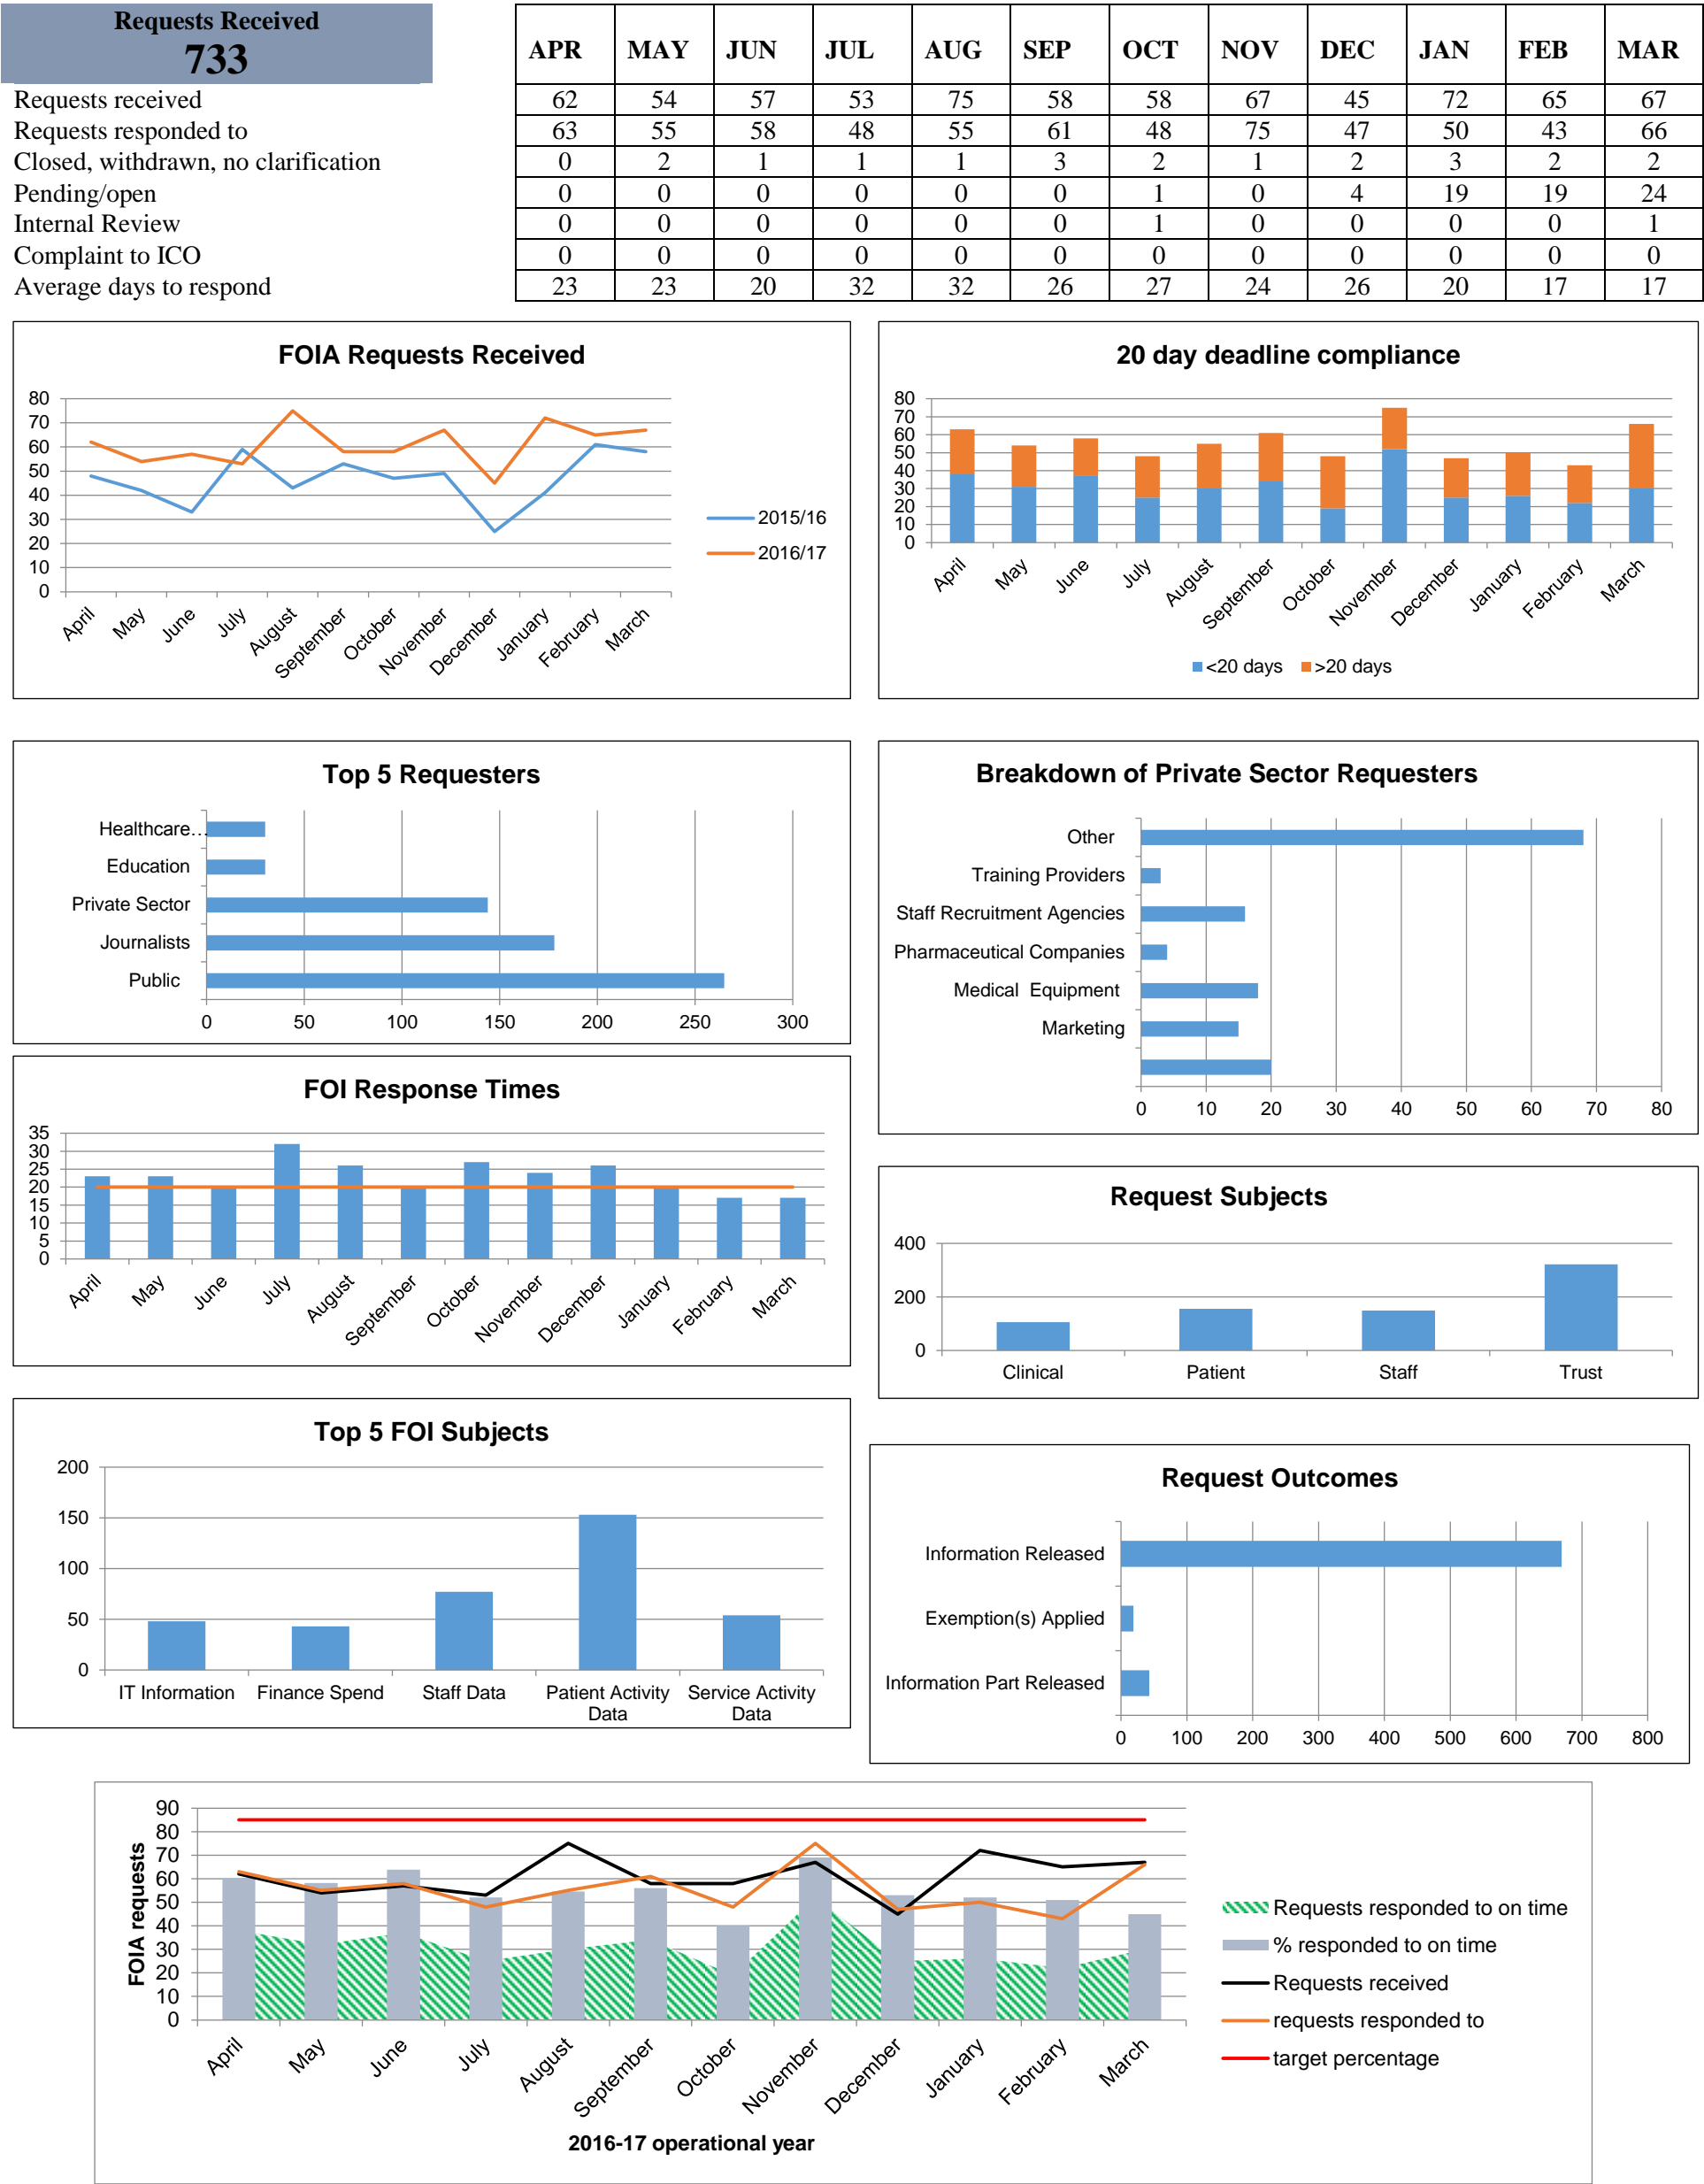 Requests Received
733
APR MAY JUN JUL AUG SEP OCT NOV DEC JAN FEB MAR
Requests received 62 54 57 53 75 58 58 67 45 72 65 67
Requests responded to 63 55 58 48 55 61 48 75 47 50 43 66
Closed, withdrawn, no clarification 0 2 1 1 1 3 2 1 2 3 2 2
Pending/open 0 0 0 0 0 0 1 0 4 19 19 24
Internal Review 0 0 0 0 0 0 1 0 0 0 0 1
Complaint to ICO 0 0 0 0 0 0 0 0 0 0 0 0
Average days to respond 23 23 20 32 32 26 27 24 26 20 17 17
FOIA Requests Received
80
70
60
50
40
30
20
10
0
April May June July August September October November December January February March
2015/16
2016/17
20 day deadline compliance
80
70
60
50
40
30
20
10
0
April May June July August September October November December January February March
<20 days >20 days
Top 5 Requesters
Healthcare…
Education
Private Sector
Journalists
Public
0 50 100 150 200 250 300
Breakdown of Private Sector Requesters
Other
Training Providers
Staff Recruitment Agencies
Pharmaceutical Companies
Medical Equipment
Marketing
0 10 20 30 40 50 60 70 80
FOI Response Times
35
30
25
20
15
10
5
0
April May June July August September October November December January February March
Request Subjects
400
200
0
Clinical Patient Staff Trust
Top 5 FOI Subjects
200
150
100
50
0
IT Information Finance Spend Staff Data Patient Activity Service Activity
Data Data
Request Outcomes
Information Released
Exemption(s) Applied
Information Part Released
0 100 200 300 400 500 600 700 800
FOIA requests
90
80
70
60
50
40
30
20
10
0
April May June July August September October November December January February March
2016-17 operational year
Requests responded to on time
% responded to on time
Requests received
requests responded to
target percentage